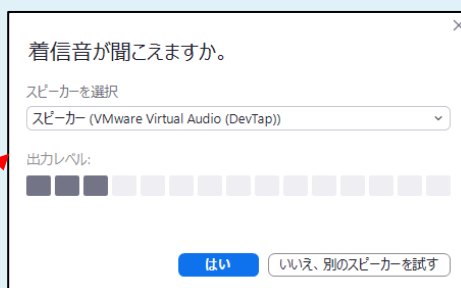 着信音が聞こえますか。
スピーカーを選択
スピーカー (VMware Virtual Audio (DevTap))
出力レベル:
はい
いいえ、別のスピーカーを試す